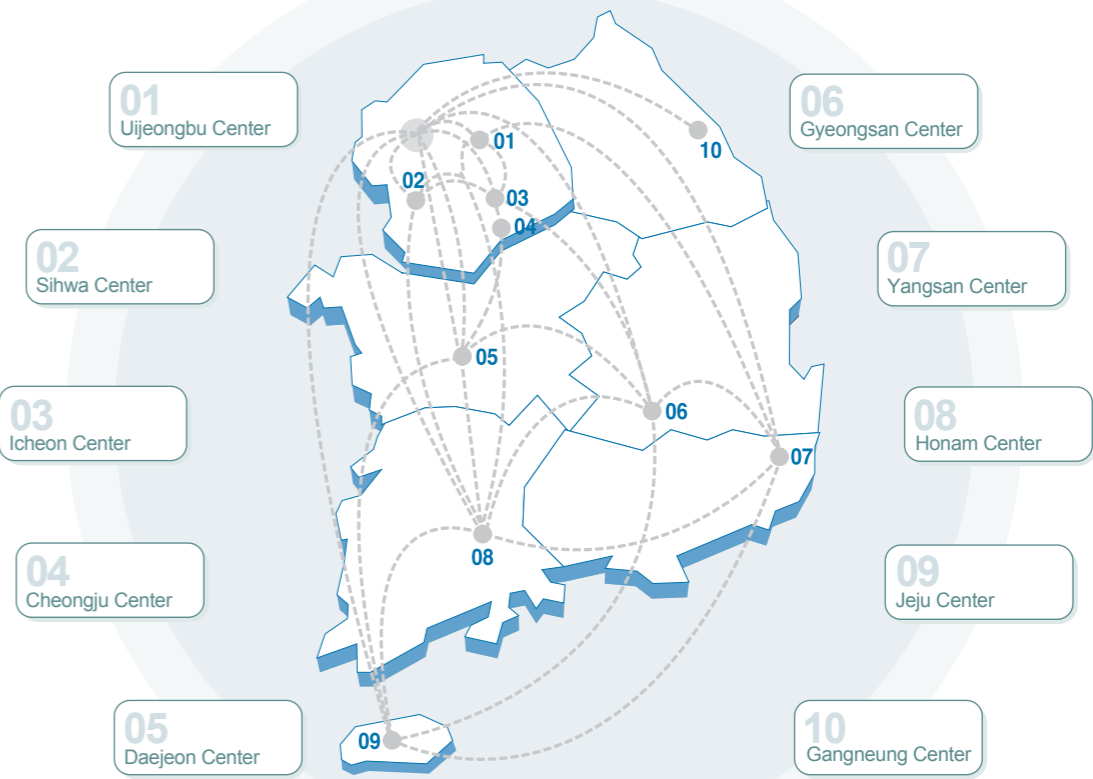 01
Uijeongbu Center
02
Sihwa Center
03
Icheon Center
04
Cheongju Center
05
Daejeon Center
01
02
03
04
05
06
07
08
09
10
06
Gyeongsan Center
07
Yangsan Center
08
Honam Center
09
Jeju Center
10
Gangneung Center